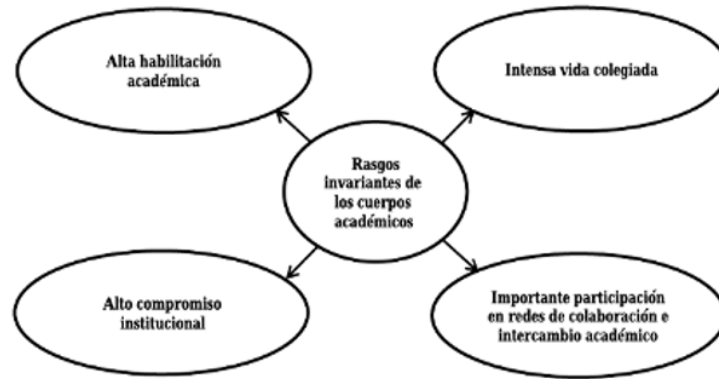 Alta habilitación
académica
Intensa vida colegiada
Rasgos
invariantes de
los cuerpos
académicos
Alto compromiso
institucional
Importante participación
en redes de colaboración e
intercambio académico